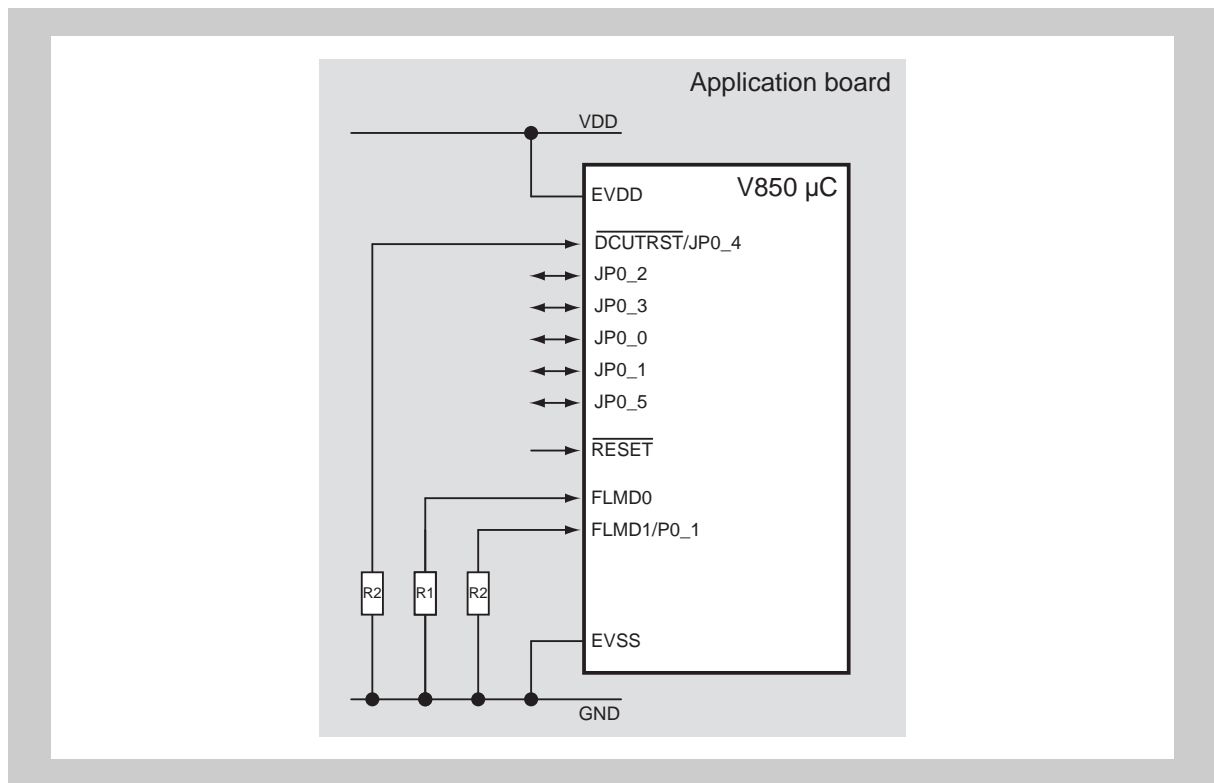 Application board
VDD
V850 µC
EVDD
DCUTRST/JP0_4
JP0_2
JP0_3
JP0_0
JP0_1
JP0_5
RESET
FLMD0
FLMD1/P0_1
R2 R1 R2
EVSS
GND